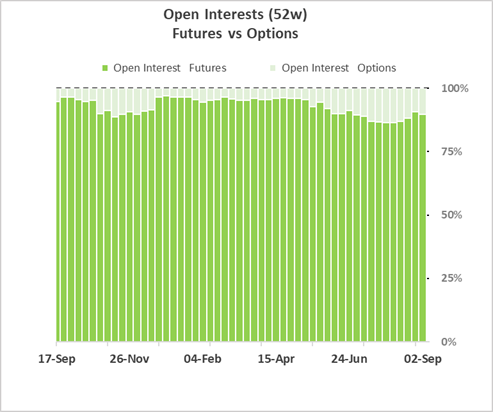 Open Interests (52w)
Futures vs Options
Open Interest Futures Open Interest Options
100%
75%
50%
25%
0%
17-Sep 26-Nov 04-Feb 15-Apr 24-Jun 02-Sep